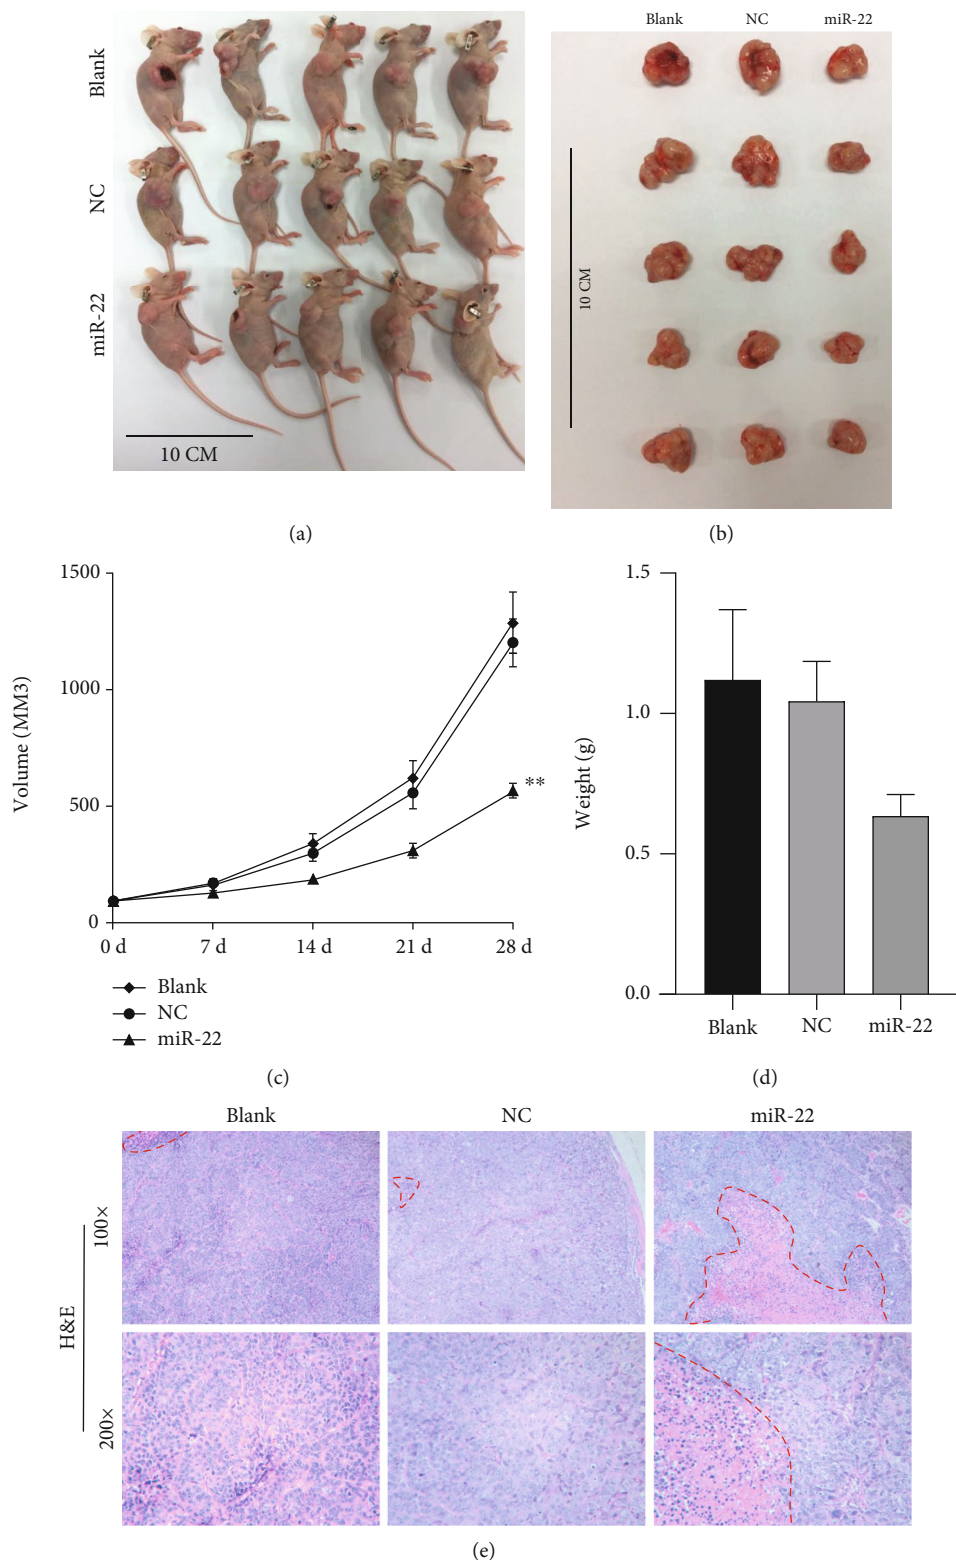 Blank
NC
miR-22
10 CM
(a)
Blank NC miR-22
10 CM
(b)
1500
1000
500
0
Volume (MM3)
0 d 7 d 14 d 21 d 28 d
**
Blank
NC
miR-22
(c)
1.5
1.0
0.5
0.0
Weight (g)
Blank NC miR-22
(d)
Blank NC miR-22
H&E
100×
200×
(e)